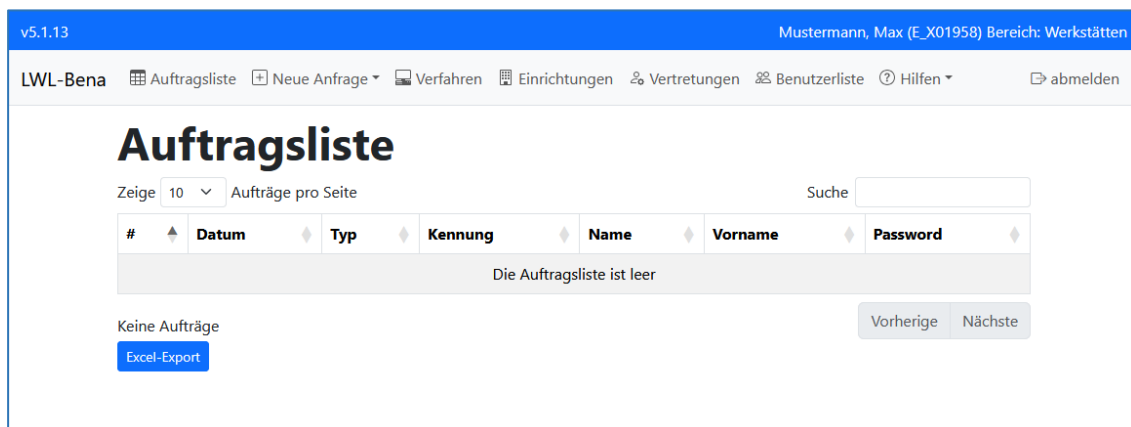 v5.1.13 Mustermann, Max (E_X01958) Bereich: Werkstätten
LWL-Bena Auftragsliste Neue Anfrage Verfahren Einrichtungen Vertretungen Benutzerliste Hilfen abmelden
Auftragsliste
Zeige 10 Aufträge pro Seite Suche
# Datum Typ Kennung Name Vorname Password
Die Auftragsliste ist leer
Keine Aufträge Vorherige Nächste
Excel-Export